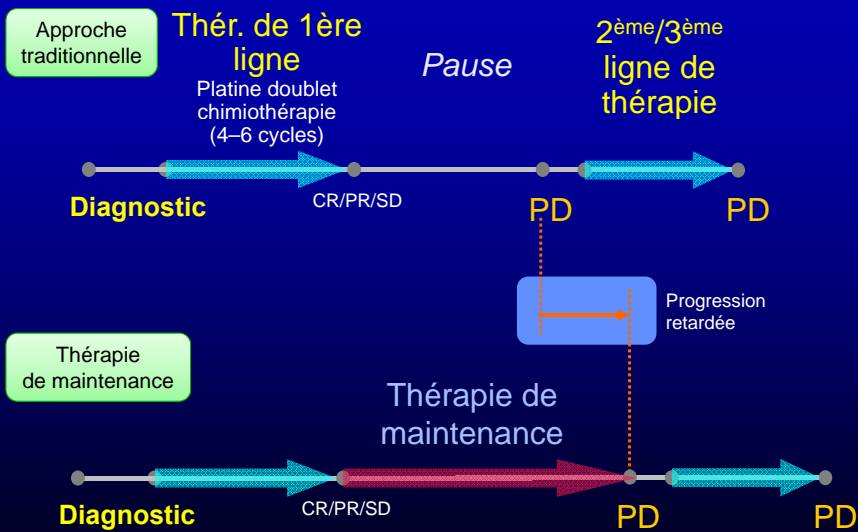 Approche
traditionnelle
Thér. de 1ère
ligne
Platine doublet
chimiothérapie
(4–6 cycles)
Pause
2ème/3ème
ligne de
thérapie
Diagnostic
CR/PR/SD
PD
PD
Progression
retardée
Thérapie
de maintenance
Thérapie de
maintenance
Diagnostic
CR/PR/SD
PD
PD